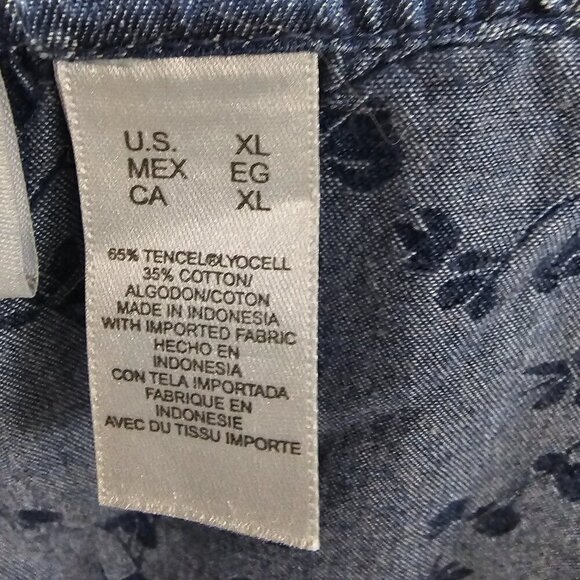 U.S. XL
MEX EG
CA XL
65% TENCEL®LYOCELL
35% COTTON/
ALGODON/COTON
MADE IN INDONESIA
WITH IMPORTED FABRIC
HECHO EN
INDONESIA
CON TELA IMPORTADA
FABRIQUE EN
INDONESIE
AVEC DU TISSU IMPORTE